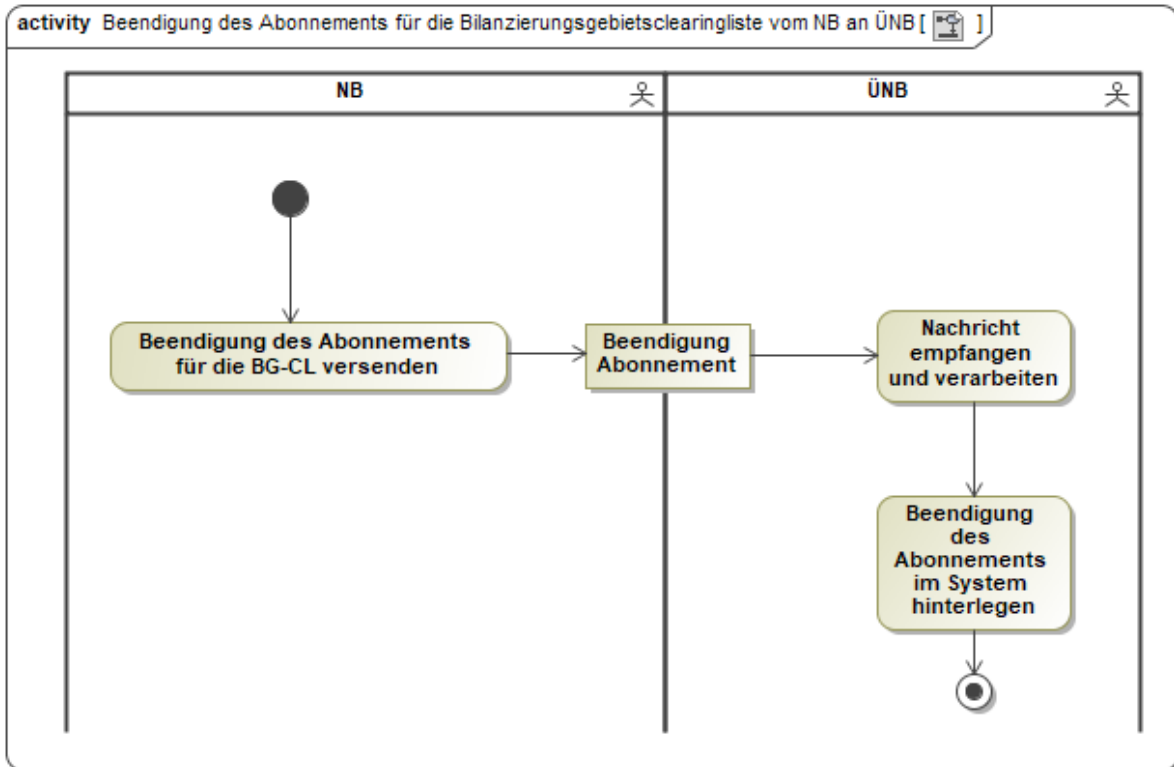 activity Beendigung des Abonnements für die Bilanzierungsgebietsclearingliste vom NB an ÜNB [ ]
NB
ÜNB
Beendigung des Abonnements
für die BG-CL versenden
Beendigung
Abonnement
Nachricht
empfangen
und verarbeiten
Beendigung
des
Abonnements
im System
hinterlegen